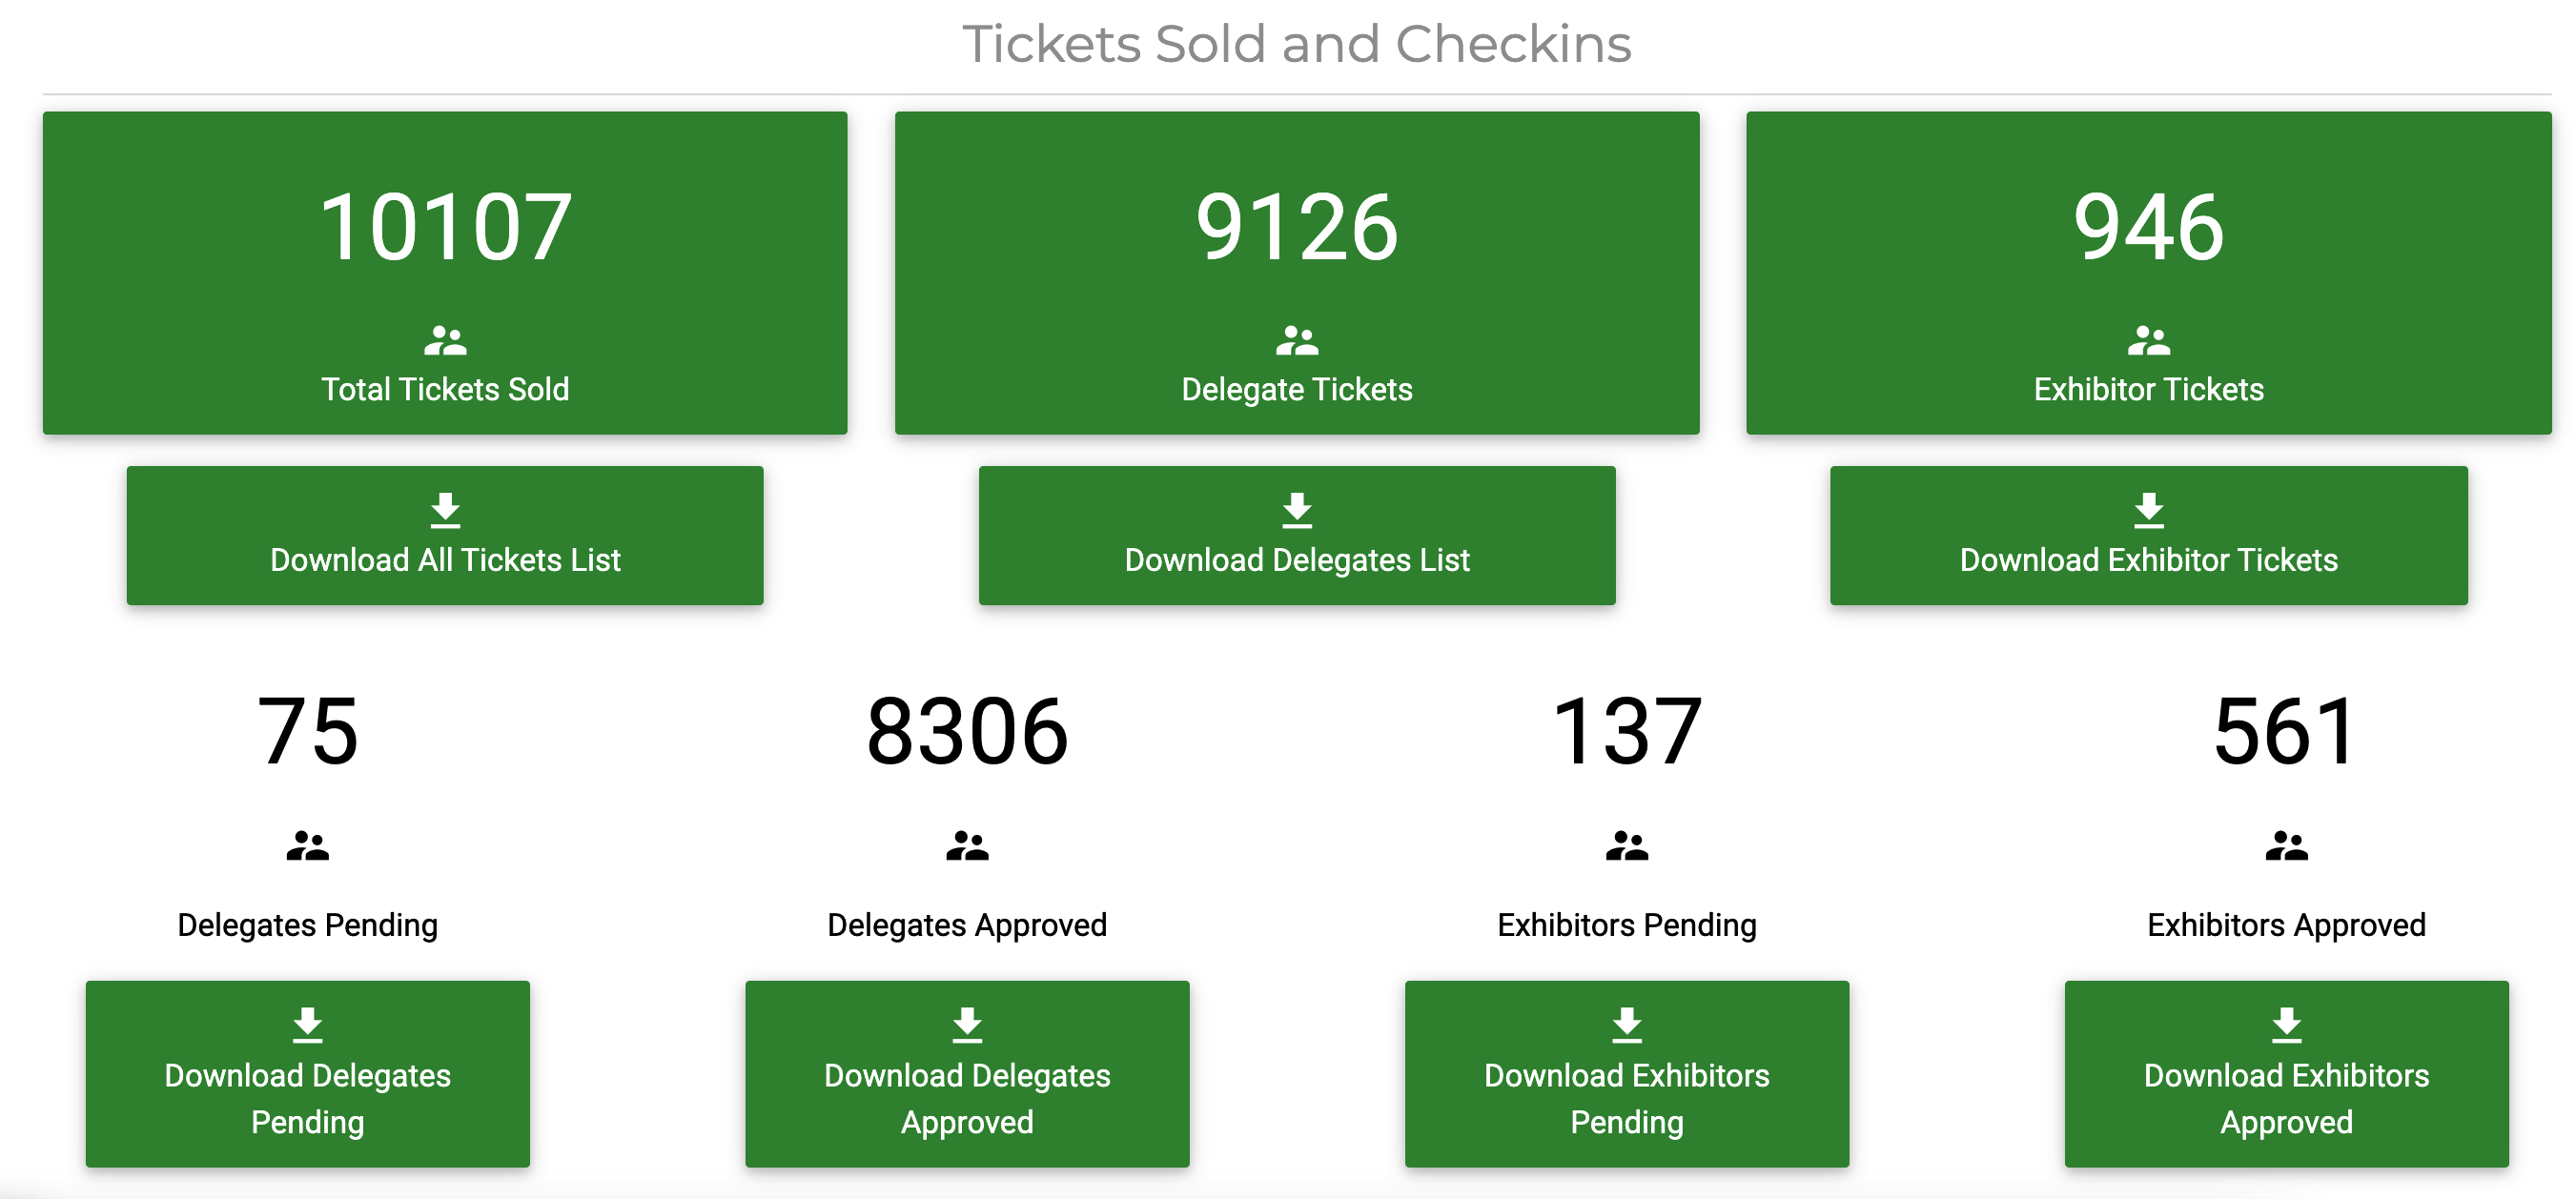 Tickets Sold and Checkins
10107
Total Tickets Sold
9126
Delegate Tickets
946
Exhibitor Tickets
Download All Tickets List
Download Delegates List
Download Exhibitor Tickets
75
Delegates Pending
8306
Delegates Approved
137
Exhibitors Pending
561
Exhibitors Approved
Download Delegates
Pending
Download Delegates
Approved
Download Exhibitors
Pending
Download Exhibitors
Approved